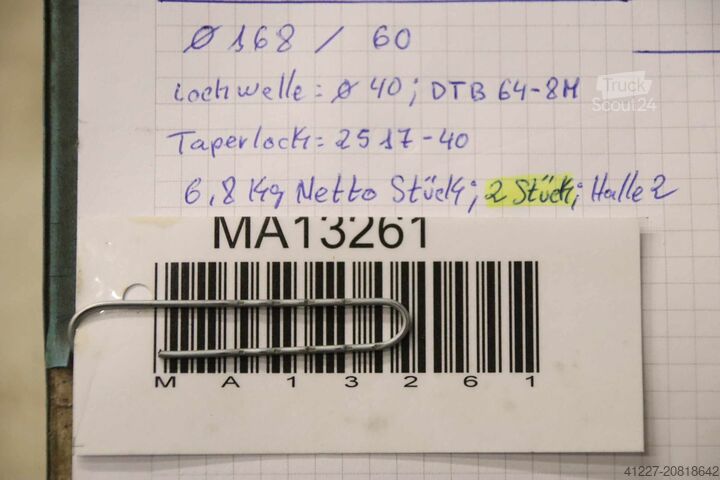 Ø 168 / 60
Lochwelle = Ø 40; DTB 64-8M
Taperlock = 2517-40
6,8 Kg Netto Stück; 2 Stück; Halle 2
MA13261
M A 1 3 2 6 1
Truck
Scout24
41227-20818642